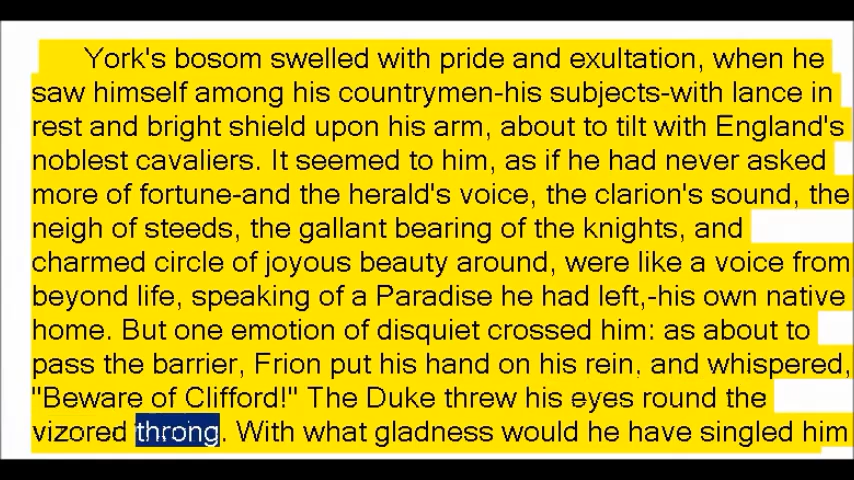 York's bosom swelled with pride and exultation, when he
saw himself among his countrymen-his subjects-with lance in
rest and bright shield upon his arm, about to tilt with England's
noblest cavaliers. It seemed to him, as if he had never asked
more of fortune-and the herald's voice, the clarion's sound, the
neigh of steeds, the gallant bearing of the knights, and
charmed circle of joyous beauty around, were like a voice from
beyond life, speaking of a Paradise he had left,-his own native
home. But one emotion of disquiet crossed him: as about to
pass the barrier, Frion put his hand on his rein, and whispered,
"Beware of Clifford!" The Duke threw his eyes round the
vizored throng. With what gladness would he have singled him